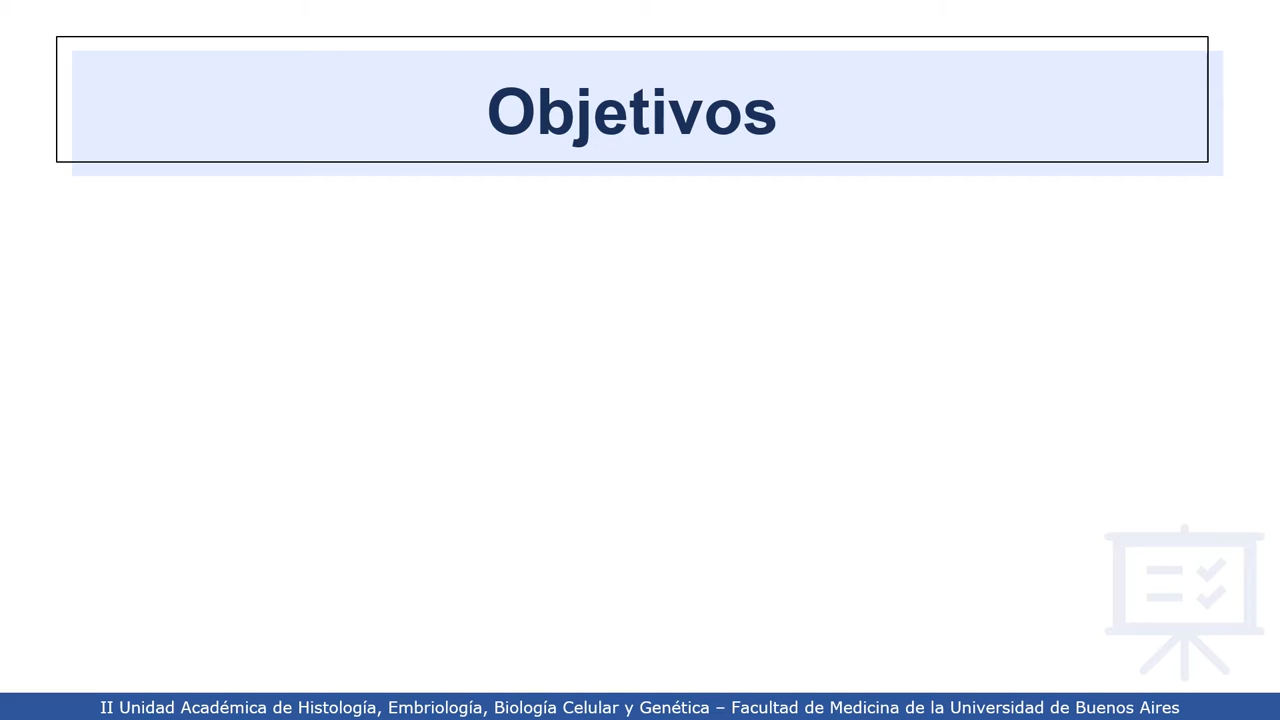 Objetivos
II Unidad Académica de Histología, Embriología, Biología Celular y Genética – Facultad de Medicina de la Universidad de Buenos Aires